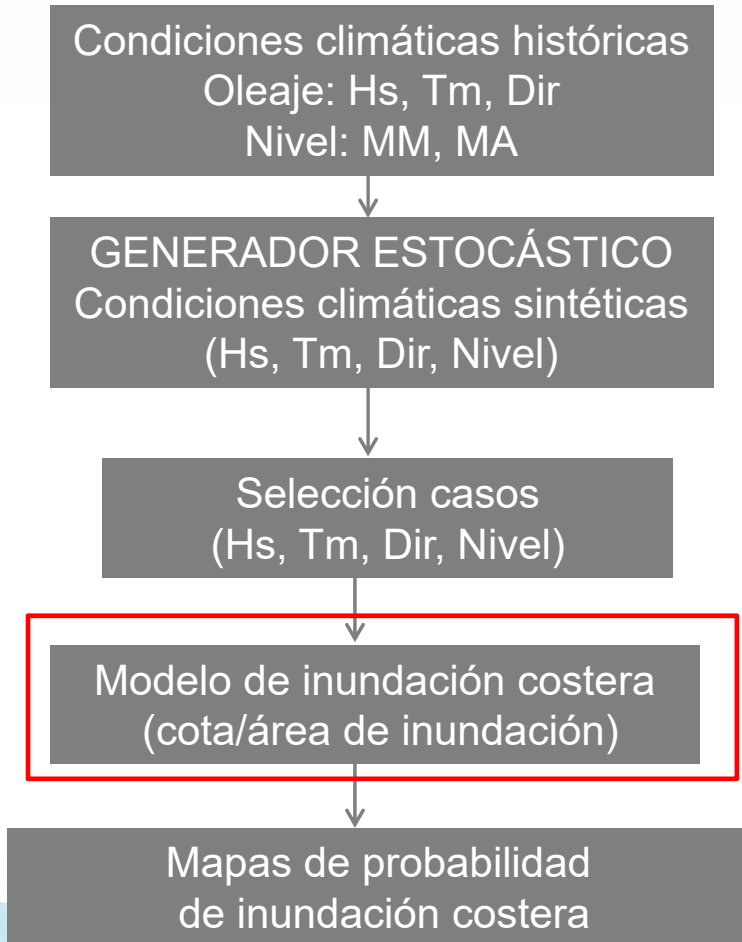 Condiciones climáticas históricas
Oleaje: Hs, Tm, Dir
Nivel: MM, MA
GENERADOR ESTOCÁSTICO
Condiciones climáticas sintéticas
(Hs, Tm, Dir, Nivel)
Selección casos
(Hs, Tm, Dir, Nivel)
Modelo de inundación costera
(cota/área de inundación)
Mapas de probabilidad
de inundación costera